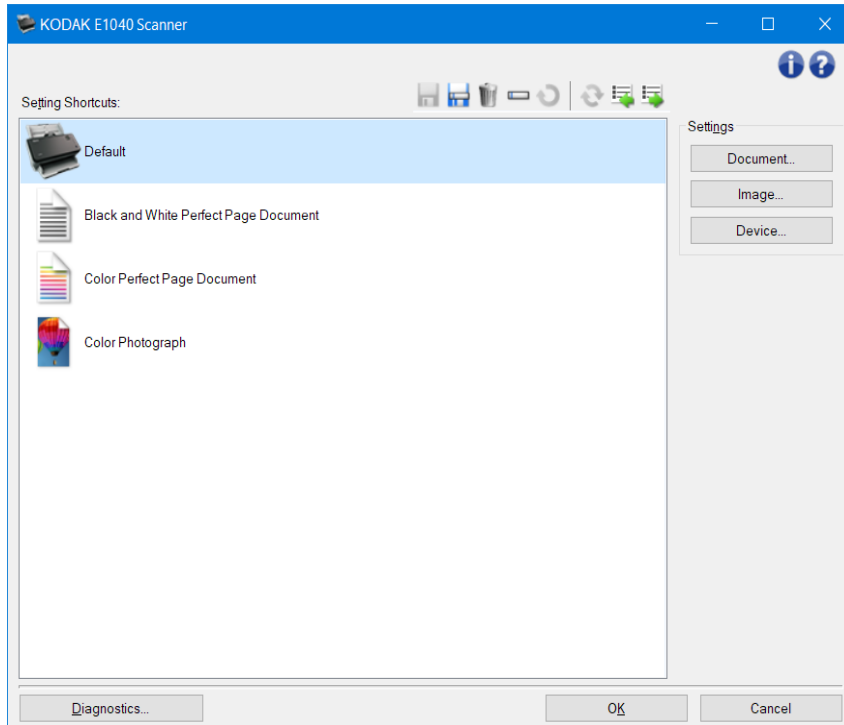 KODAK E1040 Scanner
Setting Shortcuts:
Default
Black and White Perfect Page Document
Color Perfect Page Document
Color Photograph
Settings
Document...
Image...
Device...
Diagnostics...
OK
Cancel